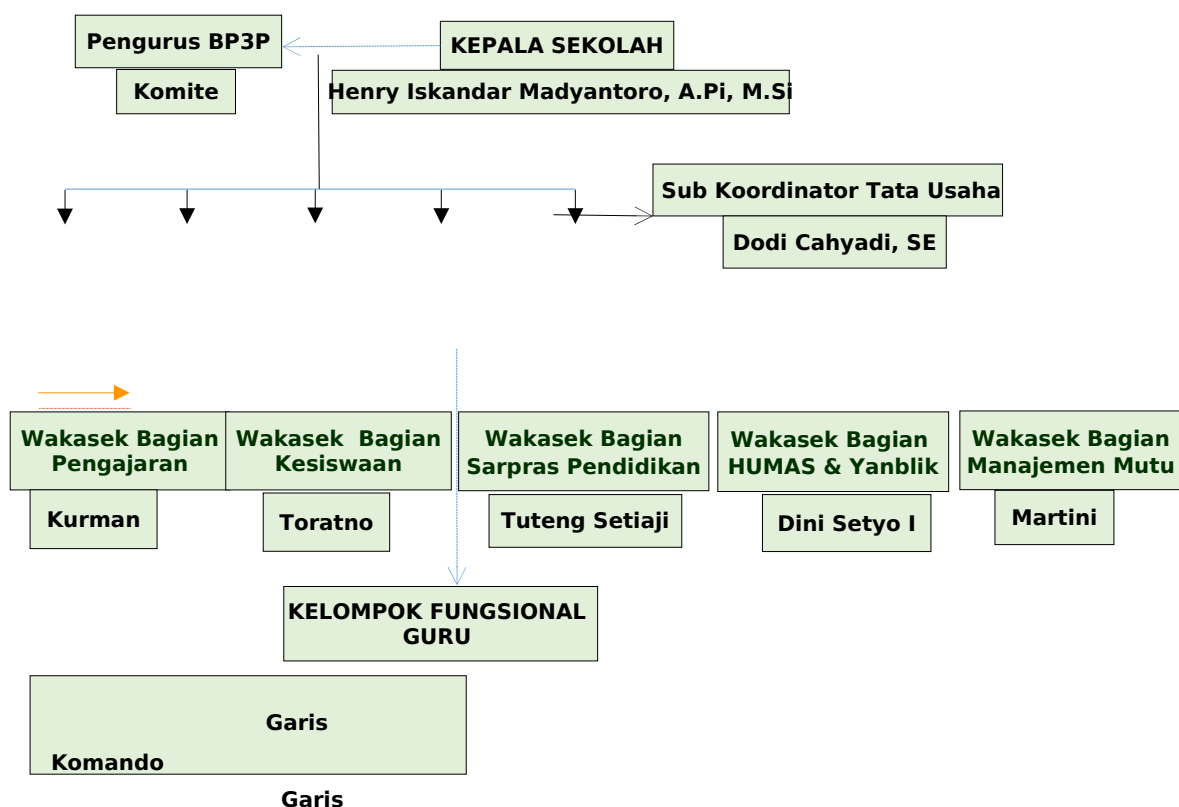 Pengurus BP3P
KEPALA SEKOLAH
Komite
Henry Iskandar Madyantoro, A.Pi, M.Si
Sub Koordinator Tata Usaha
Dodi Cahyadi, SE
Wakasek Bagian
Pengajaran
Wakasek Bagian
Kesiswaan
Wakasek Bagian
Sarpras Pendidikan
Wakasek Bagian
HUMAS & Yanblik
Wakasek Bagian
Manajemen Mutu
Kurman
Toratno
Tuteng Setiaji
Dini Setyo I
Martini
KELOMPOK FUNGSIONAL
GURU
Garis
Komando
Garis